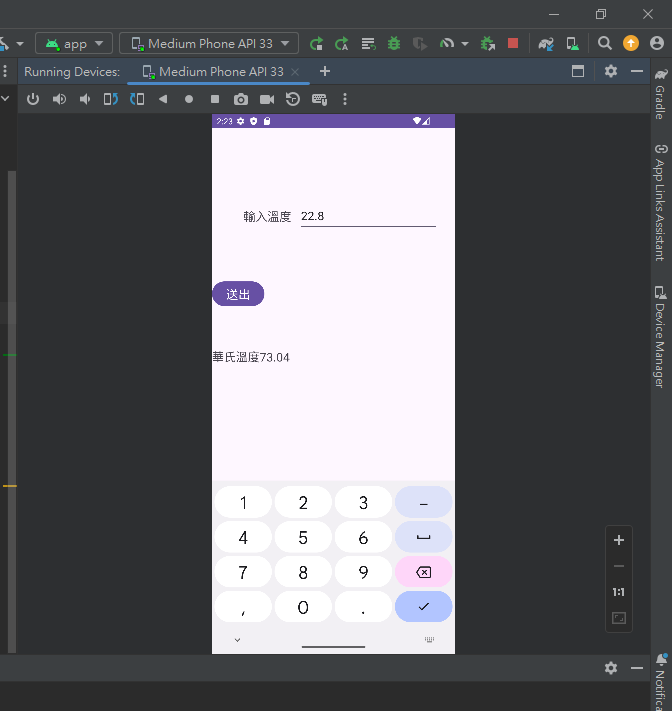 app
Medium Phone API 33
Running Devices:
Medium Phone API 33
Gradle
App Links Assistant
Device Manager
2:23
輸入溫度 22.8
送出
華氏溫度73.04
1 2 3 –
4 5 6
7 8 9
, 0 .
1:1
Notifica